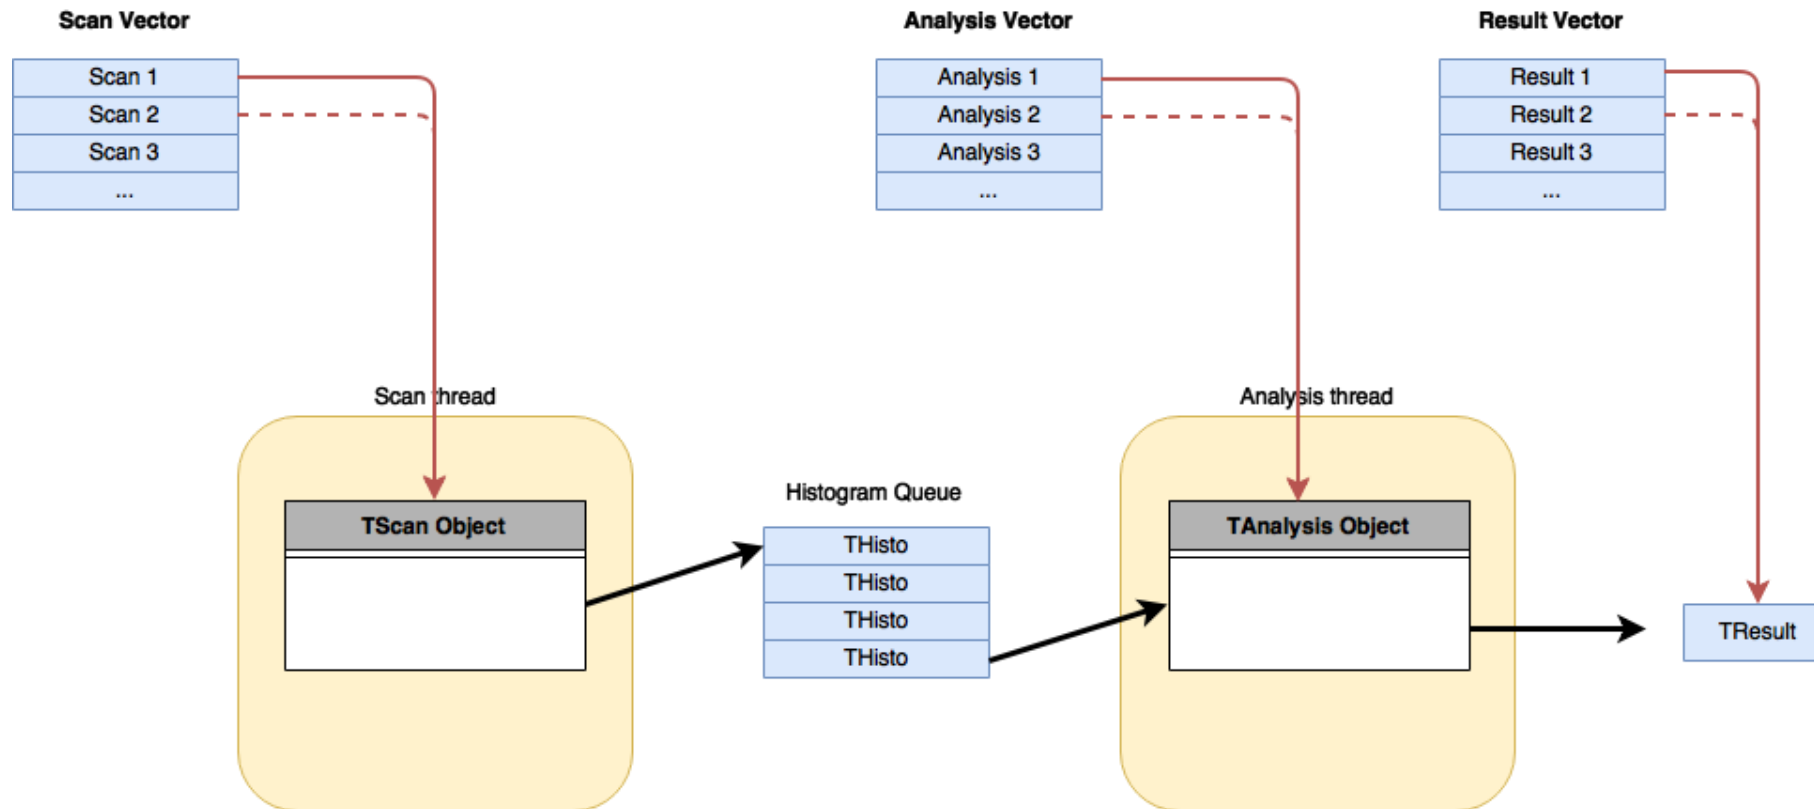 Scan Vector
Scan 1
Scan 2
Scan 3
...
Analysis Vector
Analysis 1
Analysis 2
Analysis 3
...
Result Vector
Result 1
Result 2
Result 3
...
Scan thread
TScan Object
Histogram Queue
THisto
THisto
THisto
THisto
Analysis thread
TAnalysis Object
TResult